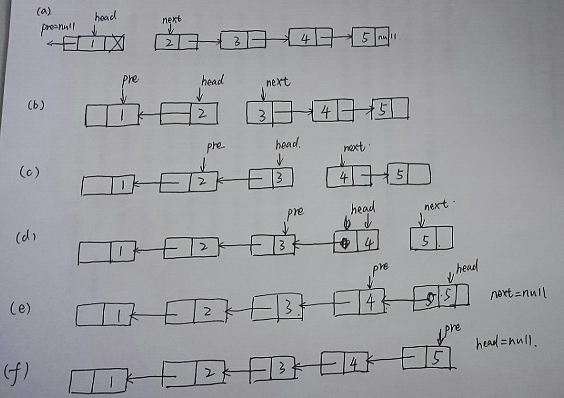 (a)
pre=null head next
1 2 3 4 5 null
pre head next
(b) 1 2 3 4 5
pre head next
(c) 1 2 3 4 5
pre head next
(d) 1 2 3 4 5
pre head
(e) 1 2 3 4 5 next=null
pre head=null.
(f) 1 2 3 4 5